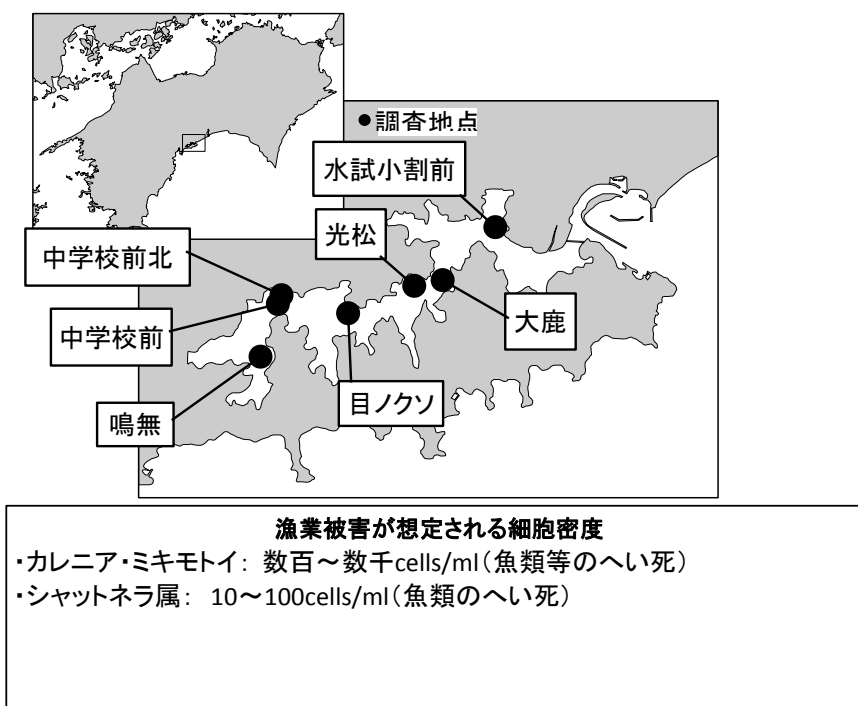 ●調査地点
水試小割前
光松
中学校前北
大鹿
中学校前
目ノクソ
鳴無
漁業被害が想定される細胞密度
・カレニア・ミキモトイ: 数百～数千cells/ml（魚類等のへい死）
・シャットネラ属: 10～100cells/ml（魚類のへい死）